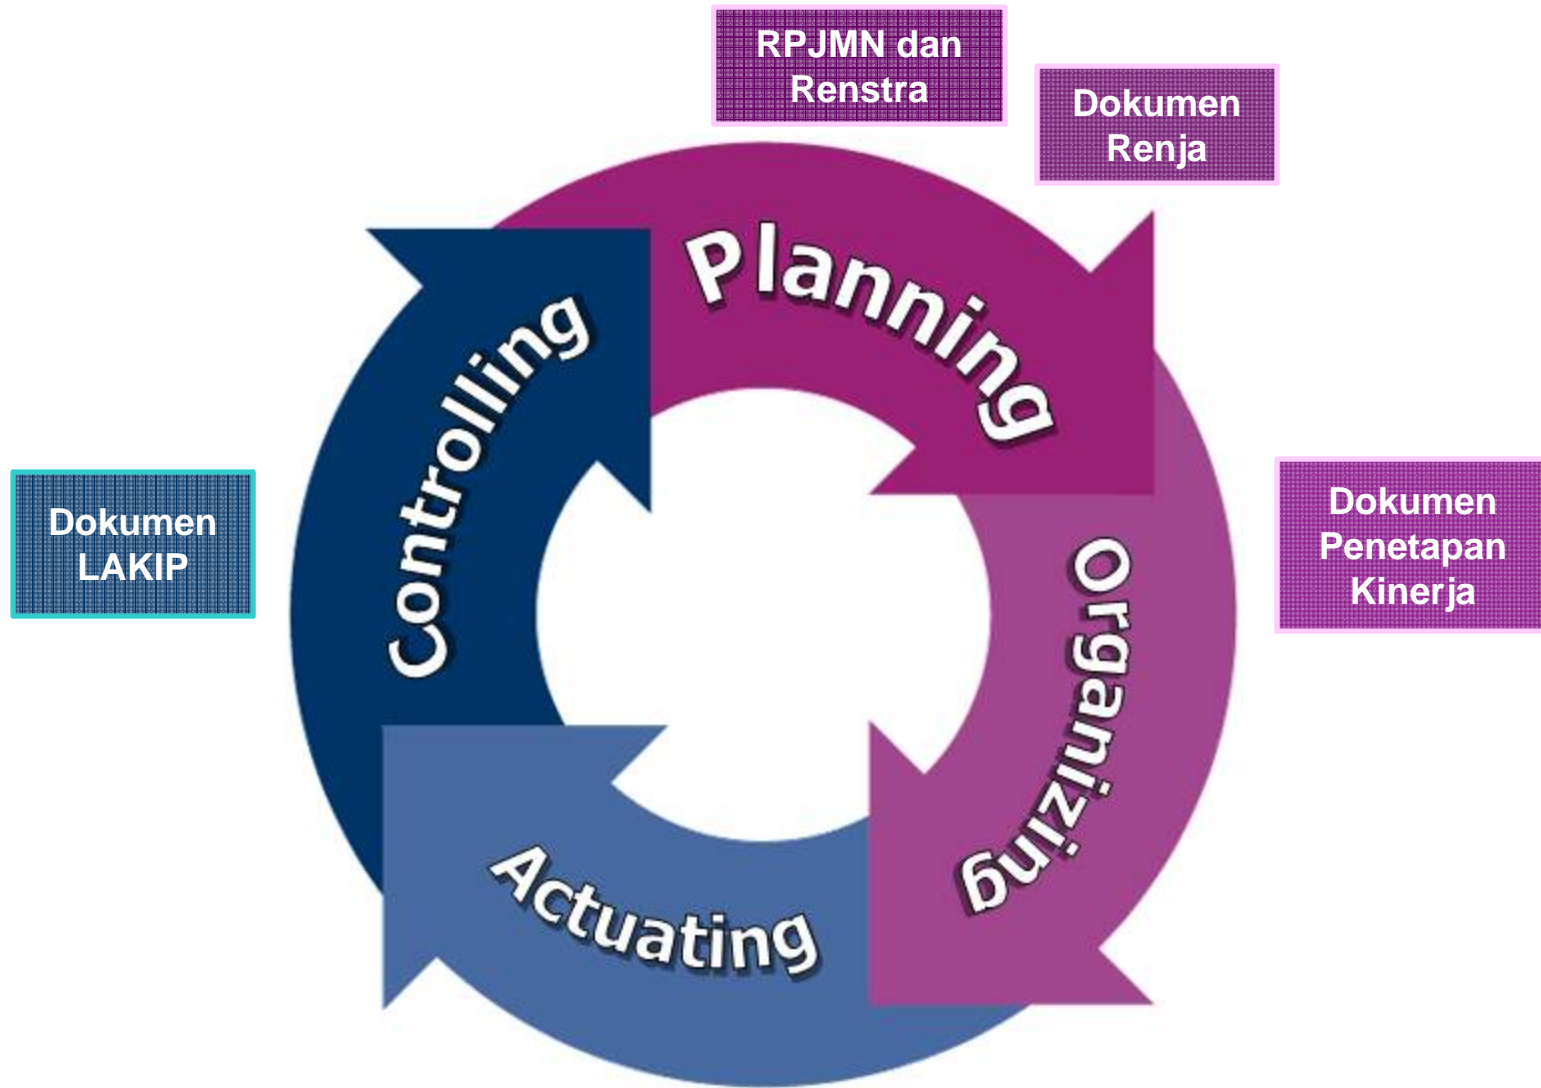 RPJMN dan
Renstra
Dokumen
Renja
Planning
Controlling
Dokumen
LAKIP
Dokumen
Penetapan
Kinerja
Organizing
Actuating